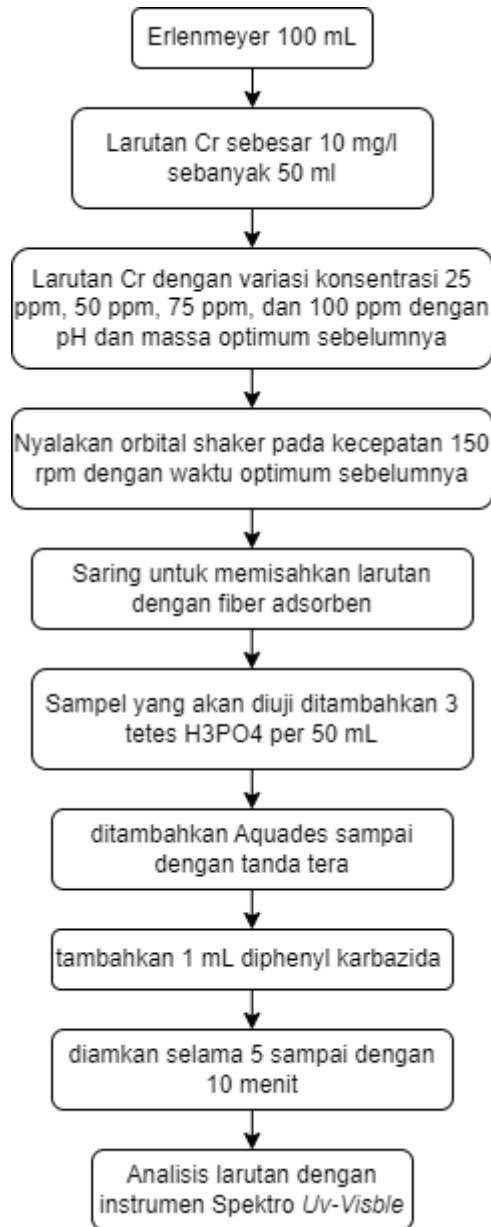 Erlenmeyer 100 mL
Larutan Cr sebesar 10 mg/l
sebanyak 50 ml
Larutan Cr dengan variasi konsentrasi 25
ppm, 50 ppm, 75 ppm, dan 100 ppm dengan
pH dan massa optimum sebelumnya
Nyalakan orbital shaker pada kecepatan 150
rpm dengan waktu optimum sebelumnya
Saring untuk memisahkan larutan
dengan fiber adsorben
Sampel yang akan diuji ditambahkan 3
tetes H3PO4 per 50 mL
ditambahkan Aquades sampai
dengan tanda tera
tambahkan 1 mL diphenyl karbazida
diamkan selama 5 sampai dengan
10 menit
Analisis larutan dengan
instrumen Spektro Uv-Visble